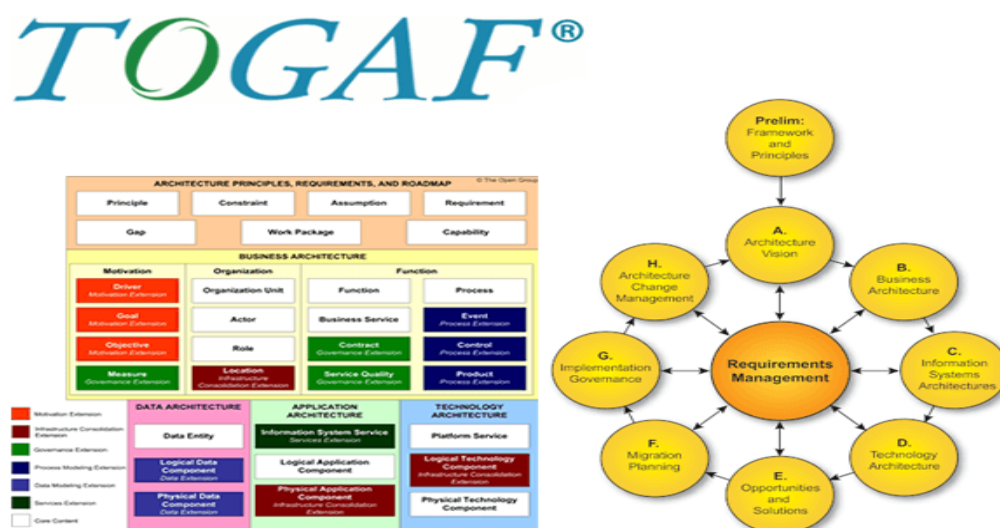 TOGAF®
© The Open Group
ARCHITECTURE PRINCIPLES, REQUIREMENTS, AND ROADMAP
Principle
Constraint
Assumption
Requirement
Gap
Work Package
Capability
BUSINESS ARCHITECTURE
Motivation
Organization
Function
Driver
Motivation Extension
Organization Unit
Function
Process
Goal
Motivation Extension
Actor
Business Service
Event
Process Extension
Objective
Motivation Extension
Role
Contract
Governance Extension
Control
Process Extension
Measure
Governance Extension
Location
Infrastructure
Consolidation Extension
Service Quality
Governance Extension
Product
Process Extension
DATA ARCHITECTURE
APPLICATION
ARCHITECTURE
TECHNOLOGY
ARCHITECTURE
Data Entity
Information System Service
Services Extension
Platform Service
Logical Data
Component
Data Extension
Logical Application
Component
Logical Technology
Component
Infrastructure Consolidation
Extension
Physical Data
Component
Data Extension
Physical Application
Component
Infrastructure Consolidation
Extension
Physical Technology
Component
Motivation Extension
Infrastructure Consolidation
Extension
Governance Extension
Process Modeling Extension
Data Modeling Extension
Services Extension
Core Content
Prelim:
Framework
and
Principles
A.
Architecture
Vision
B.
Business
Architecture
C.
Information
Systems
Architectures
D.
Technology
Architecture
E.
Opportunities
and
Solutions
F.
Migration
Planning
G.
Implementation
Governance
H.
Architecture
Change
Management
Requirements
Management